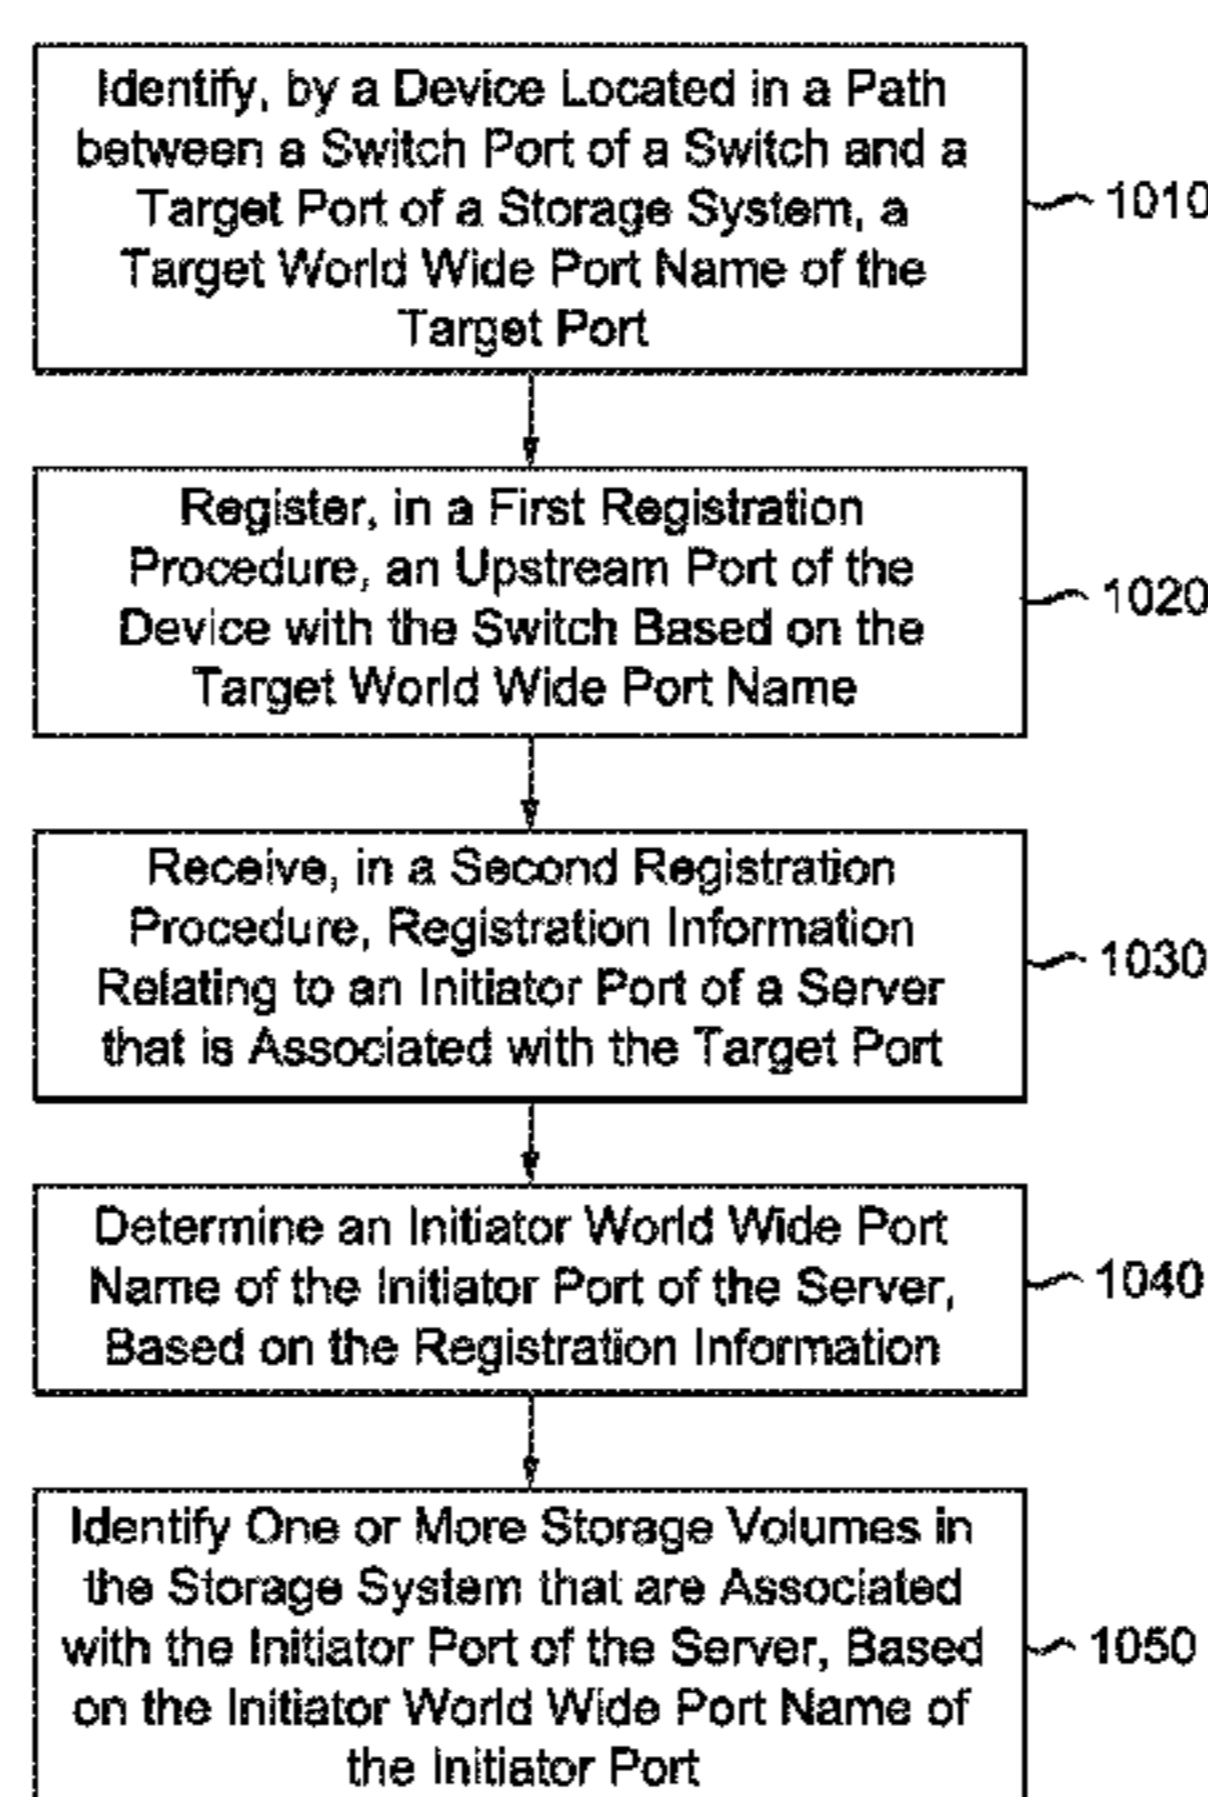 Identify, by a Device Located in a Path
between a Switch Port of a Switch and a
Target Port of a Storage System, a
Target World Wide Port Name of the
Target Port
1010
Register, in a First Registration
Procedure, an Upstream Port of the
Device with the Switch Based on the
Target World Wide Port Name
1020
Receive, in a Second Registration
Procedure, Registration Information
Relating to an Initiator Port of a Server
that is Associated with the Target Port
1030
Determine an Initiator World Wide Port
Name of the Initiator Port of the Server,
Based on the Registration Information
1040
Identify One or More Storage Volumes in
the Storage System that are Associated
with the Initiator Port of the Server, Based
on the Initiator World Wide Port Name of
the Initiator Port
1050